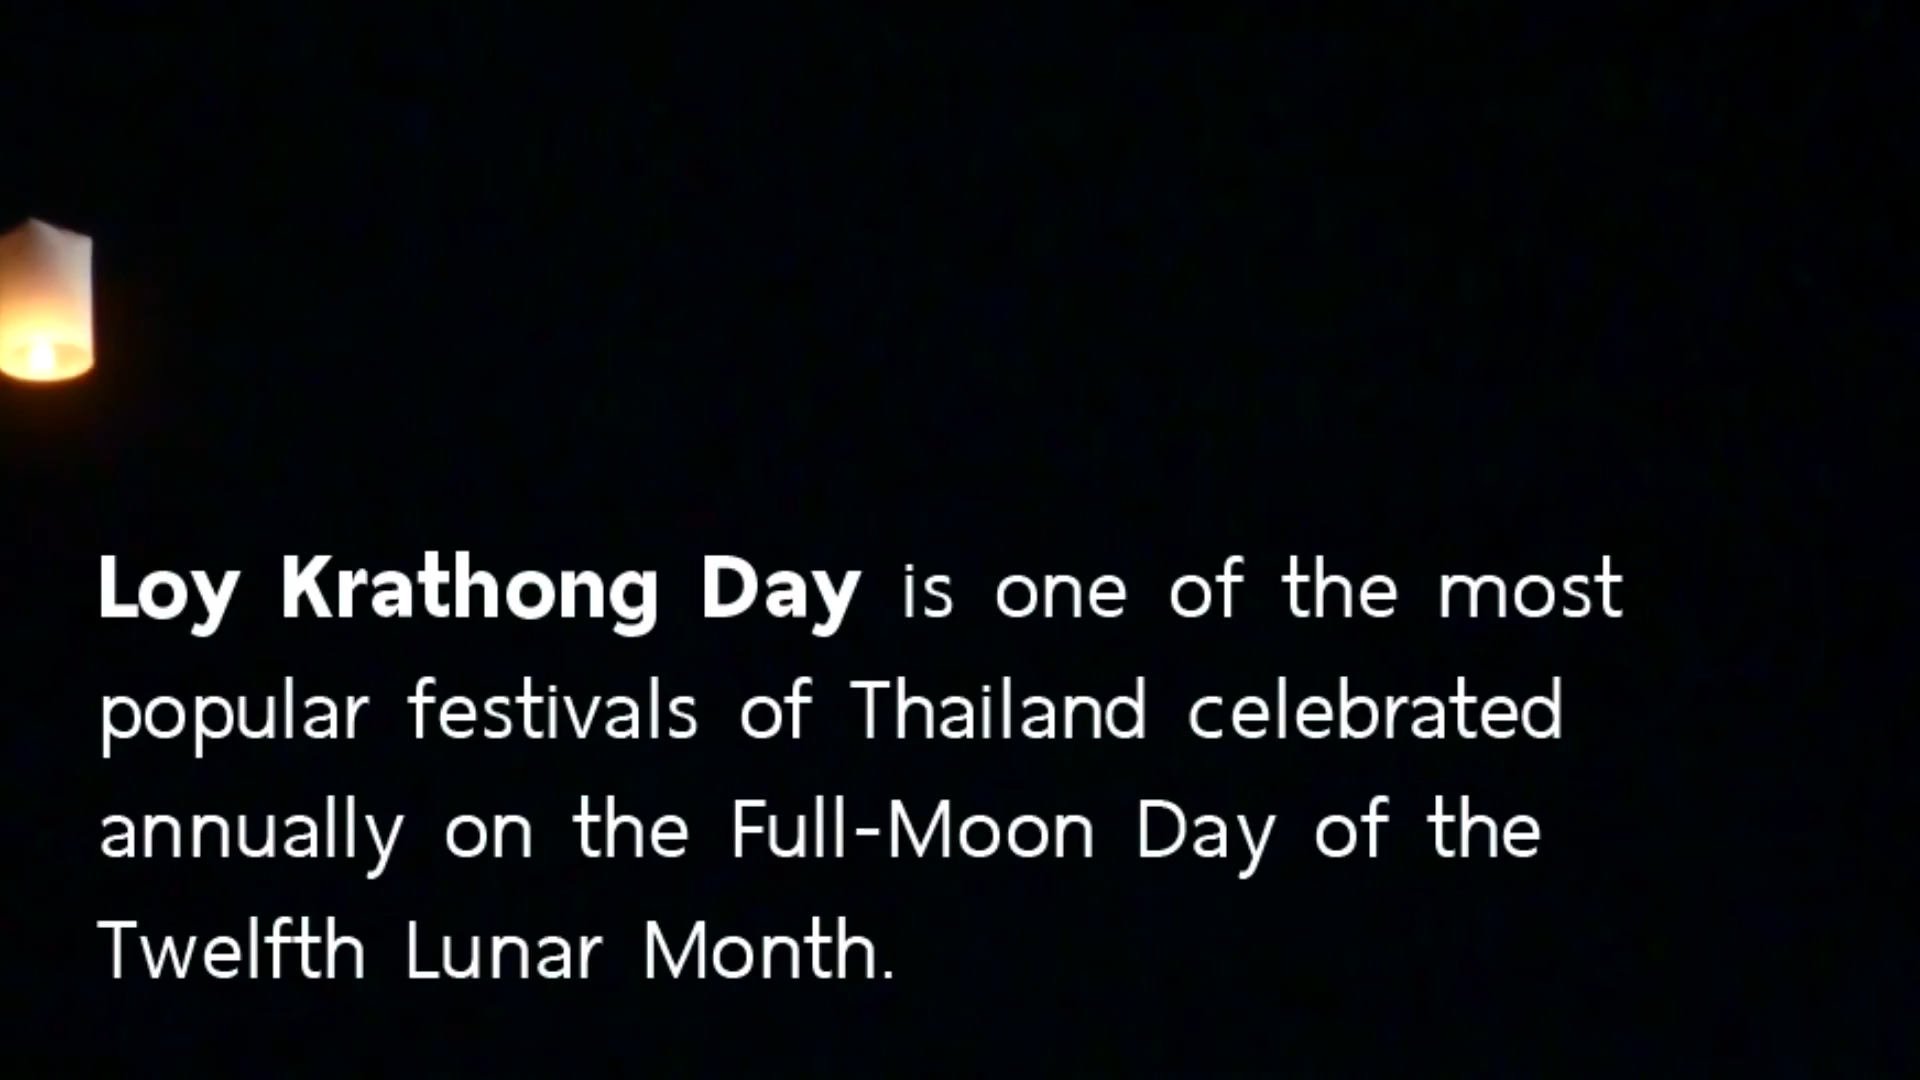 Loy Krathong Day is one of the most
popular festivals of Thailand celebrated
annually on the Full-Moon Day of the
Twelfth Lunar Month.